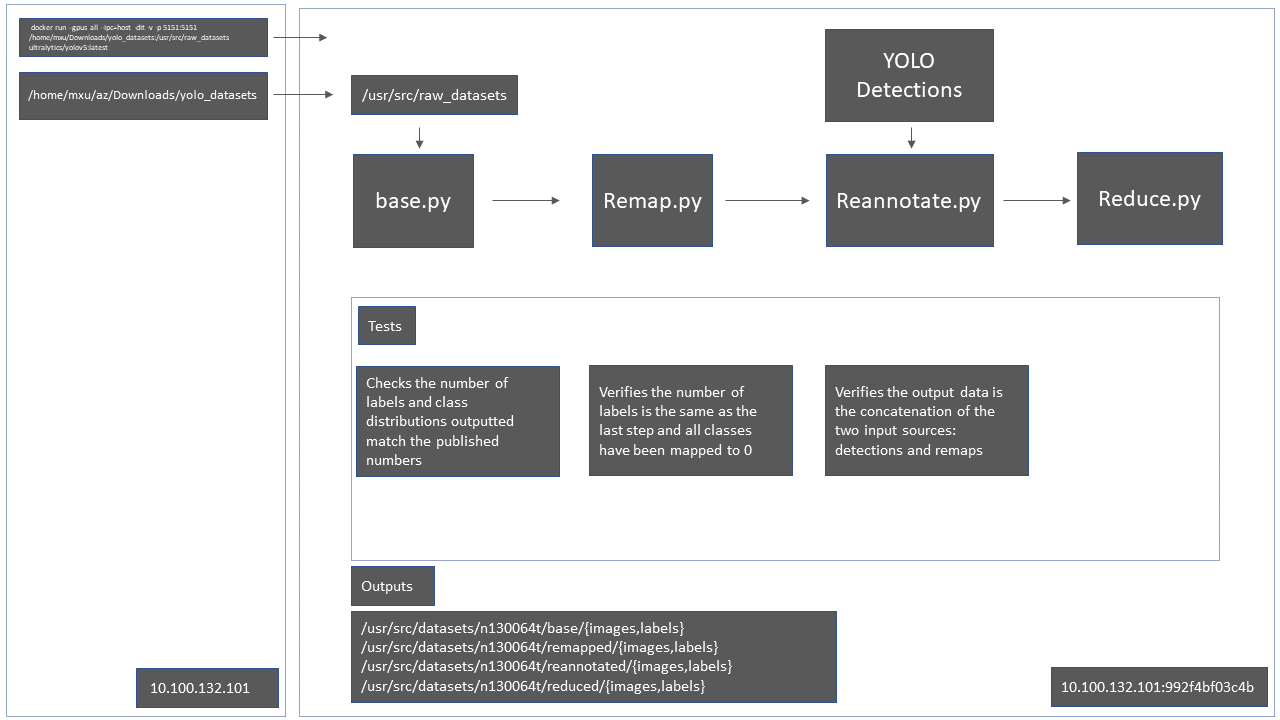 docker run -gpus all -ipc=host -dit -v -p 5151:5151
/home/mxu/Downloads/yolo_datasets:/usr/src/raw_datasets
ultralytics/yolov5:latest
/home/mxu/az/Downloads/yolo_datasets
/usr/src/raw_datasets
YOLO
Detections
base.py
Remap.py
Reannotate.py
Reduce.py
Tests
Checks the number of
labels and class
distributions outputted
match the published
numbers
Verifies the number of
labels is the same as the
last step and all classes
have been mapped to 0
Verifies the output data is
the concatenation of the
two input sources:
detections and remaps
Outputs
/usr/src/datasets/n130064t/base/{images,labels}
/usr/src/datasets/n130064t/remapped/{images,labels}
/usr/src/datasets/n130064t/reannotated/{images,labels}
/usr/src/datasets/n130064t/reduced/{images,labels}
10.100.132.101
10.100.132.101:992f4bf03c4b